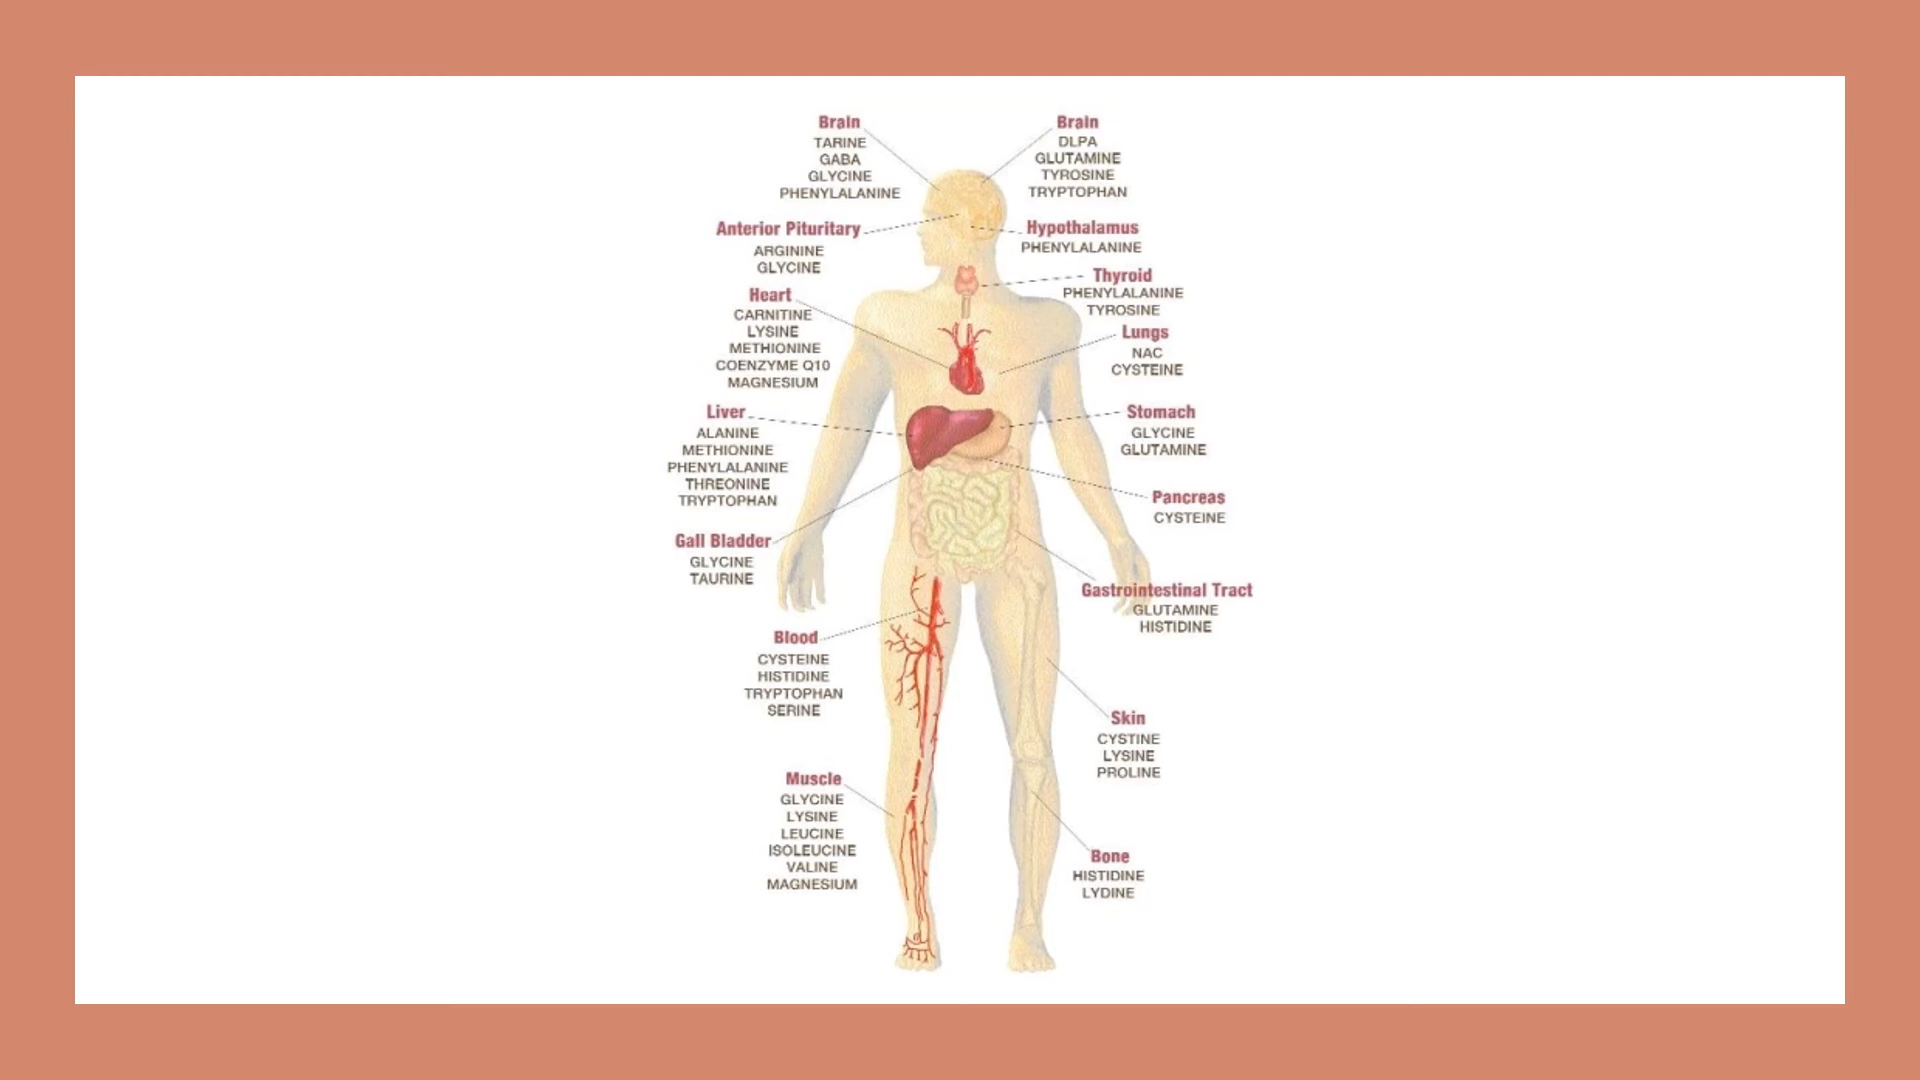 Brain
TARINE
GABA
GLYCINE
PHENYLALANINE
Brain
DLPA
GLUTAMINE
TYROSINE
TRYPTOPHAN
Anterior Pituritary
ARGININE
GLYCINE
Hypothalamus
PHENYLALANINE
Thyroid
PHENYLALANINE
TYROSINE
Heart
CARNITINE
LYSINE
METHIONINE
COENZYME Q10
MAGNESIUM
Lungs
NAC
CYSTEINE
Liver
ALANINE
METHIONINE
PHENYLALANINE
THREONINE
TRYPTOPHAN
Stomach
GLYCINE
GLUTAMINE
Pancreas
CYSTEINE
Gall Bladder
GLYCINE
TAURINE
Gastrointestinal Tract
GLUTAMINE
HISTIDINE
Blood
CYSTEINE
HISTIDINE
TRYPTOPHAN
SERINE
Skin
CYSTINE
LYSINE
PROLINE
Muscle
GLYCINE
LYSINE
LEUCINE
ISOLEUCINE
VALINE
MAGNESIUM
Bone
HISTIDINE
LYDINE